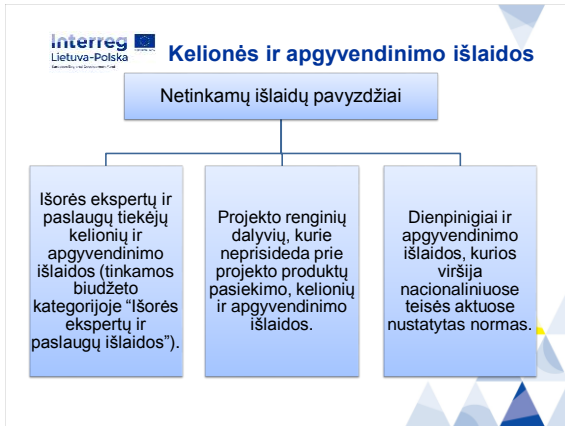 Interreg
Lietuva-Polska
Kelionės ir apgyvendinimo išlaidos
Netinkamų išlaidų pavyzdžiai
Išorės ekspertų ir
paslaugų tiekėjų
kelionių ir
apgyvendinimo
išlaidos (tinkamos
biudžeto
kategorijoje “Išorės
ekspertų ir
paslaugų išlaidos”).
Projekto renginių
dalyvių, kurie
neprisideda prie
projekto produktų
pasiekimo, kelionių
ir apgyvendinimo
išlaidos.
Dienpinigiai ir
apgyvendinimo
išlaidos, kurios
viršija
nacionaliniuose
teisės aktuose
nustatytas normas.